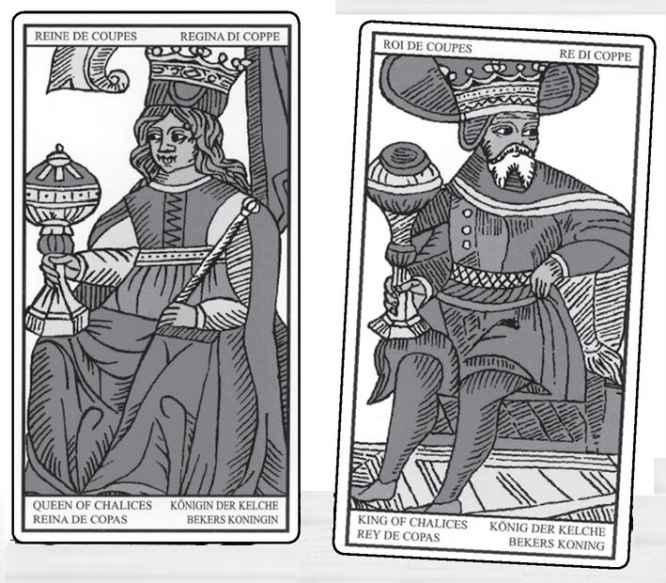 REINE DE COUPES REGINA DI COPPE
QUEEN OF CHALICES KÖNIGIN DER KELCHE
REINA DE COPAS BEKERS KONINGIN
ROI DE COUPES RE DI COPPE
KING OF CHALICES KÖNIG DER KELCHE
REY DE COPAS BEKERS KONING